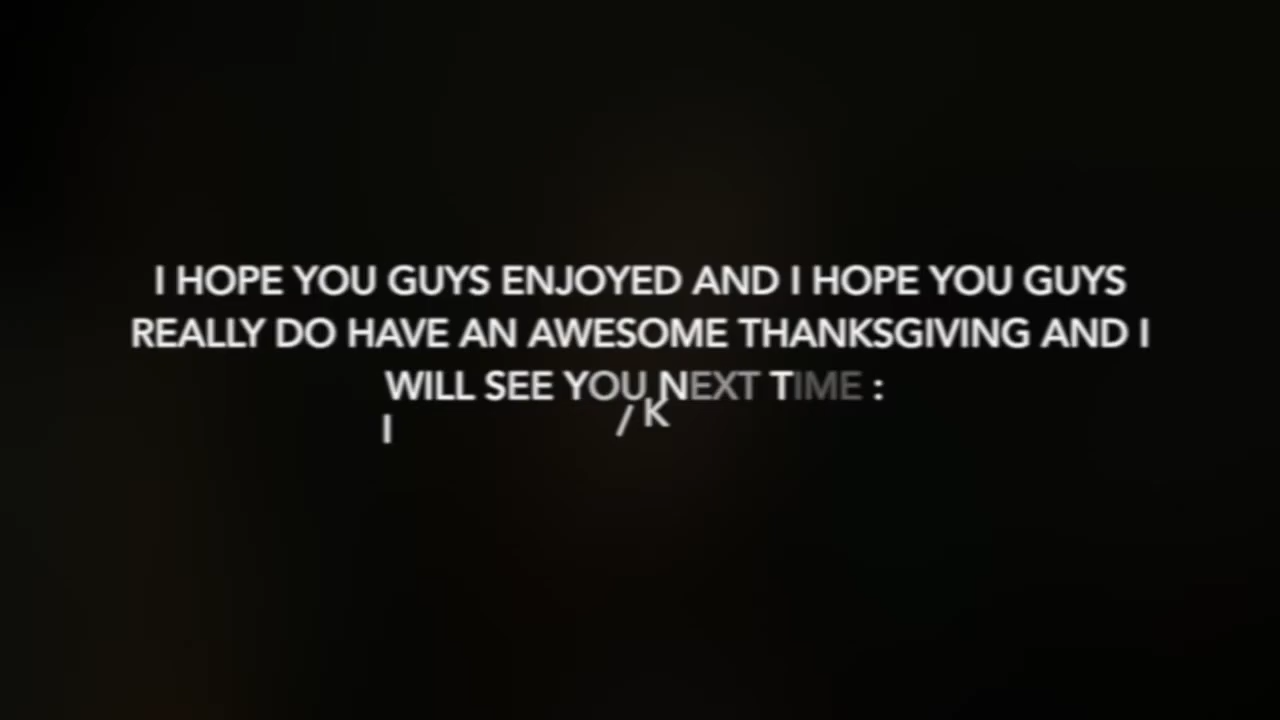 I HOPE YOU GUYS ENJOYED AND I HOPE YOU GUYS
REALLY DO HAVE AN AWESOME THANKSGIVING AND I
WILL SEE YOU NEXT TIME :
I / K